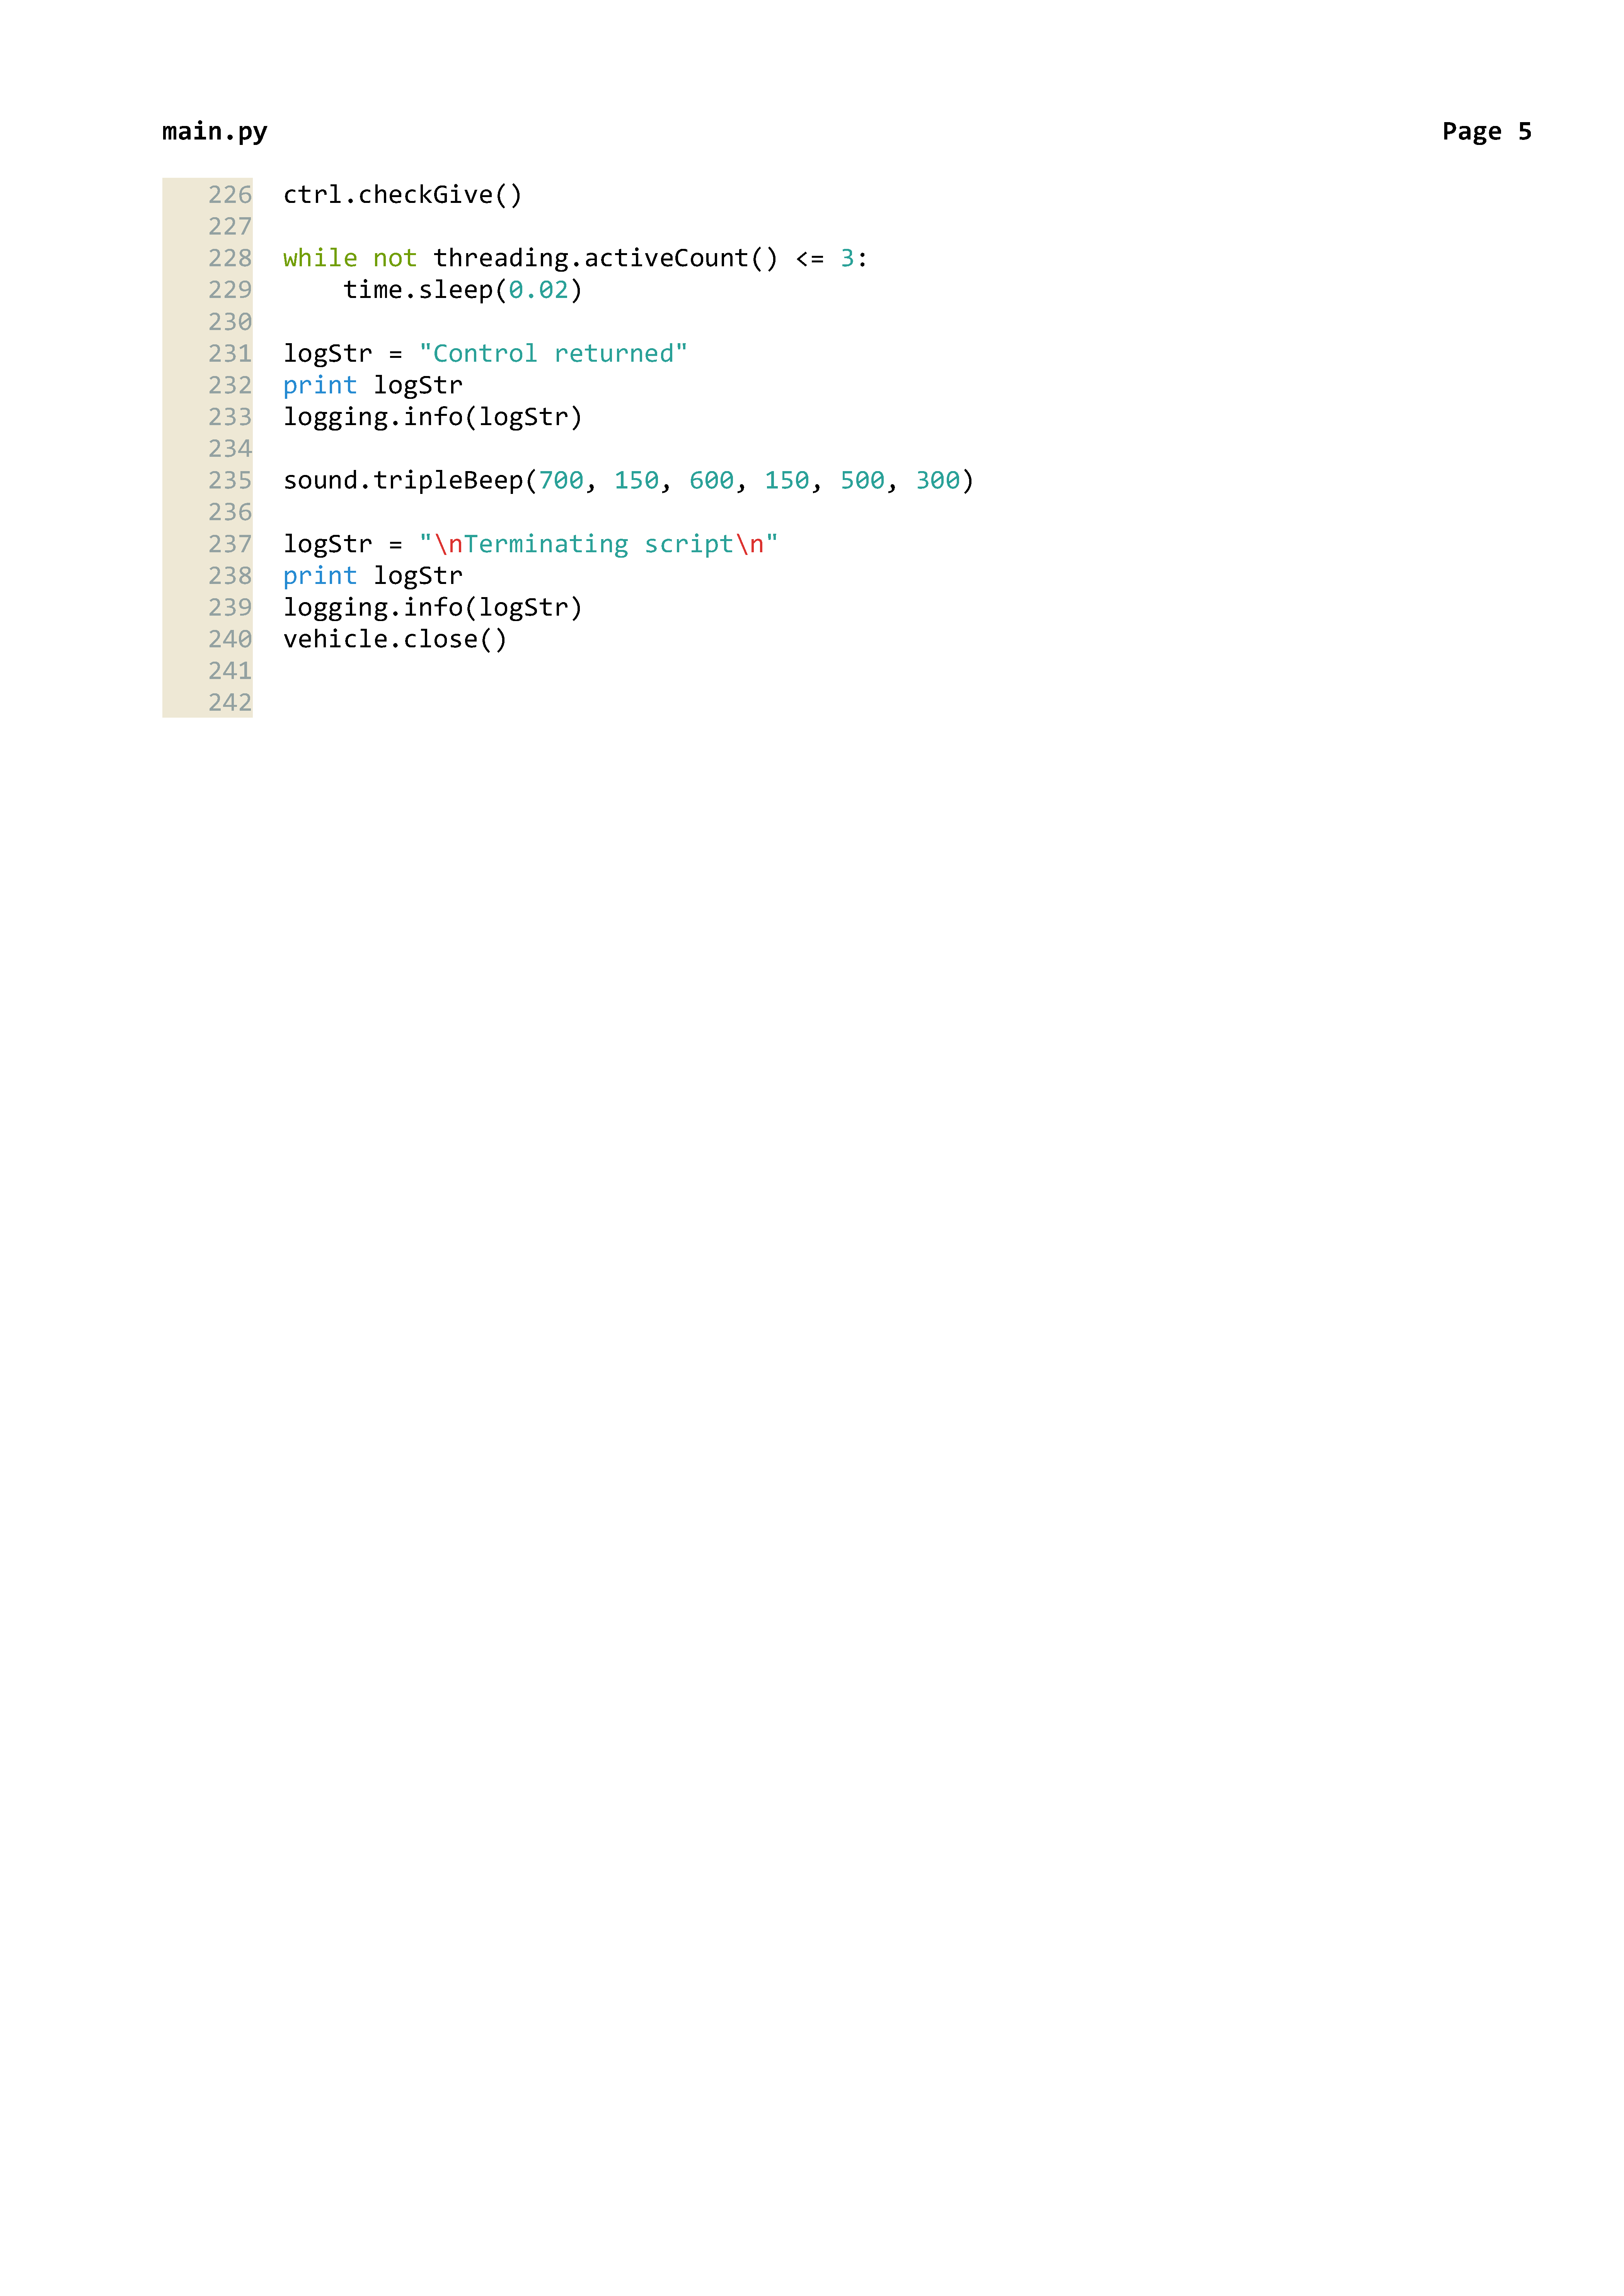 main.py Page 5
226 ctrl.checkGive()
227
228 while not threading.activeCount() <= 3:
229     time.sleep(0.02)
230
231 logStr = "Control returned"
232 print logStr
233 logging.info(logStr)
234
235 sound.tripleBeep(700, 150, 600, 150, 500, 300)
236
237 logStr = "\nTerminating script\n"
238 print logStr
239 logging.info(logStr)
240 vehicle.close()
241
242